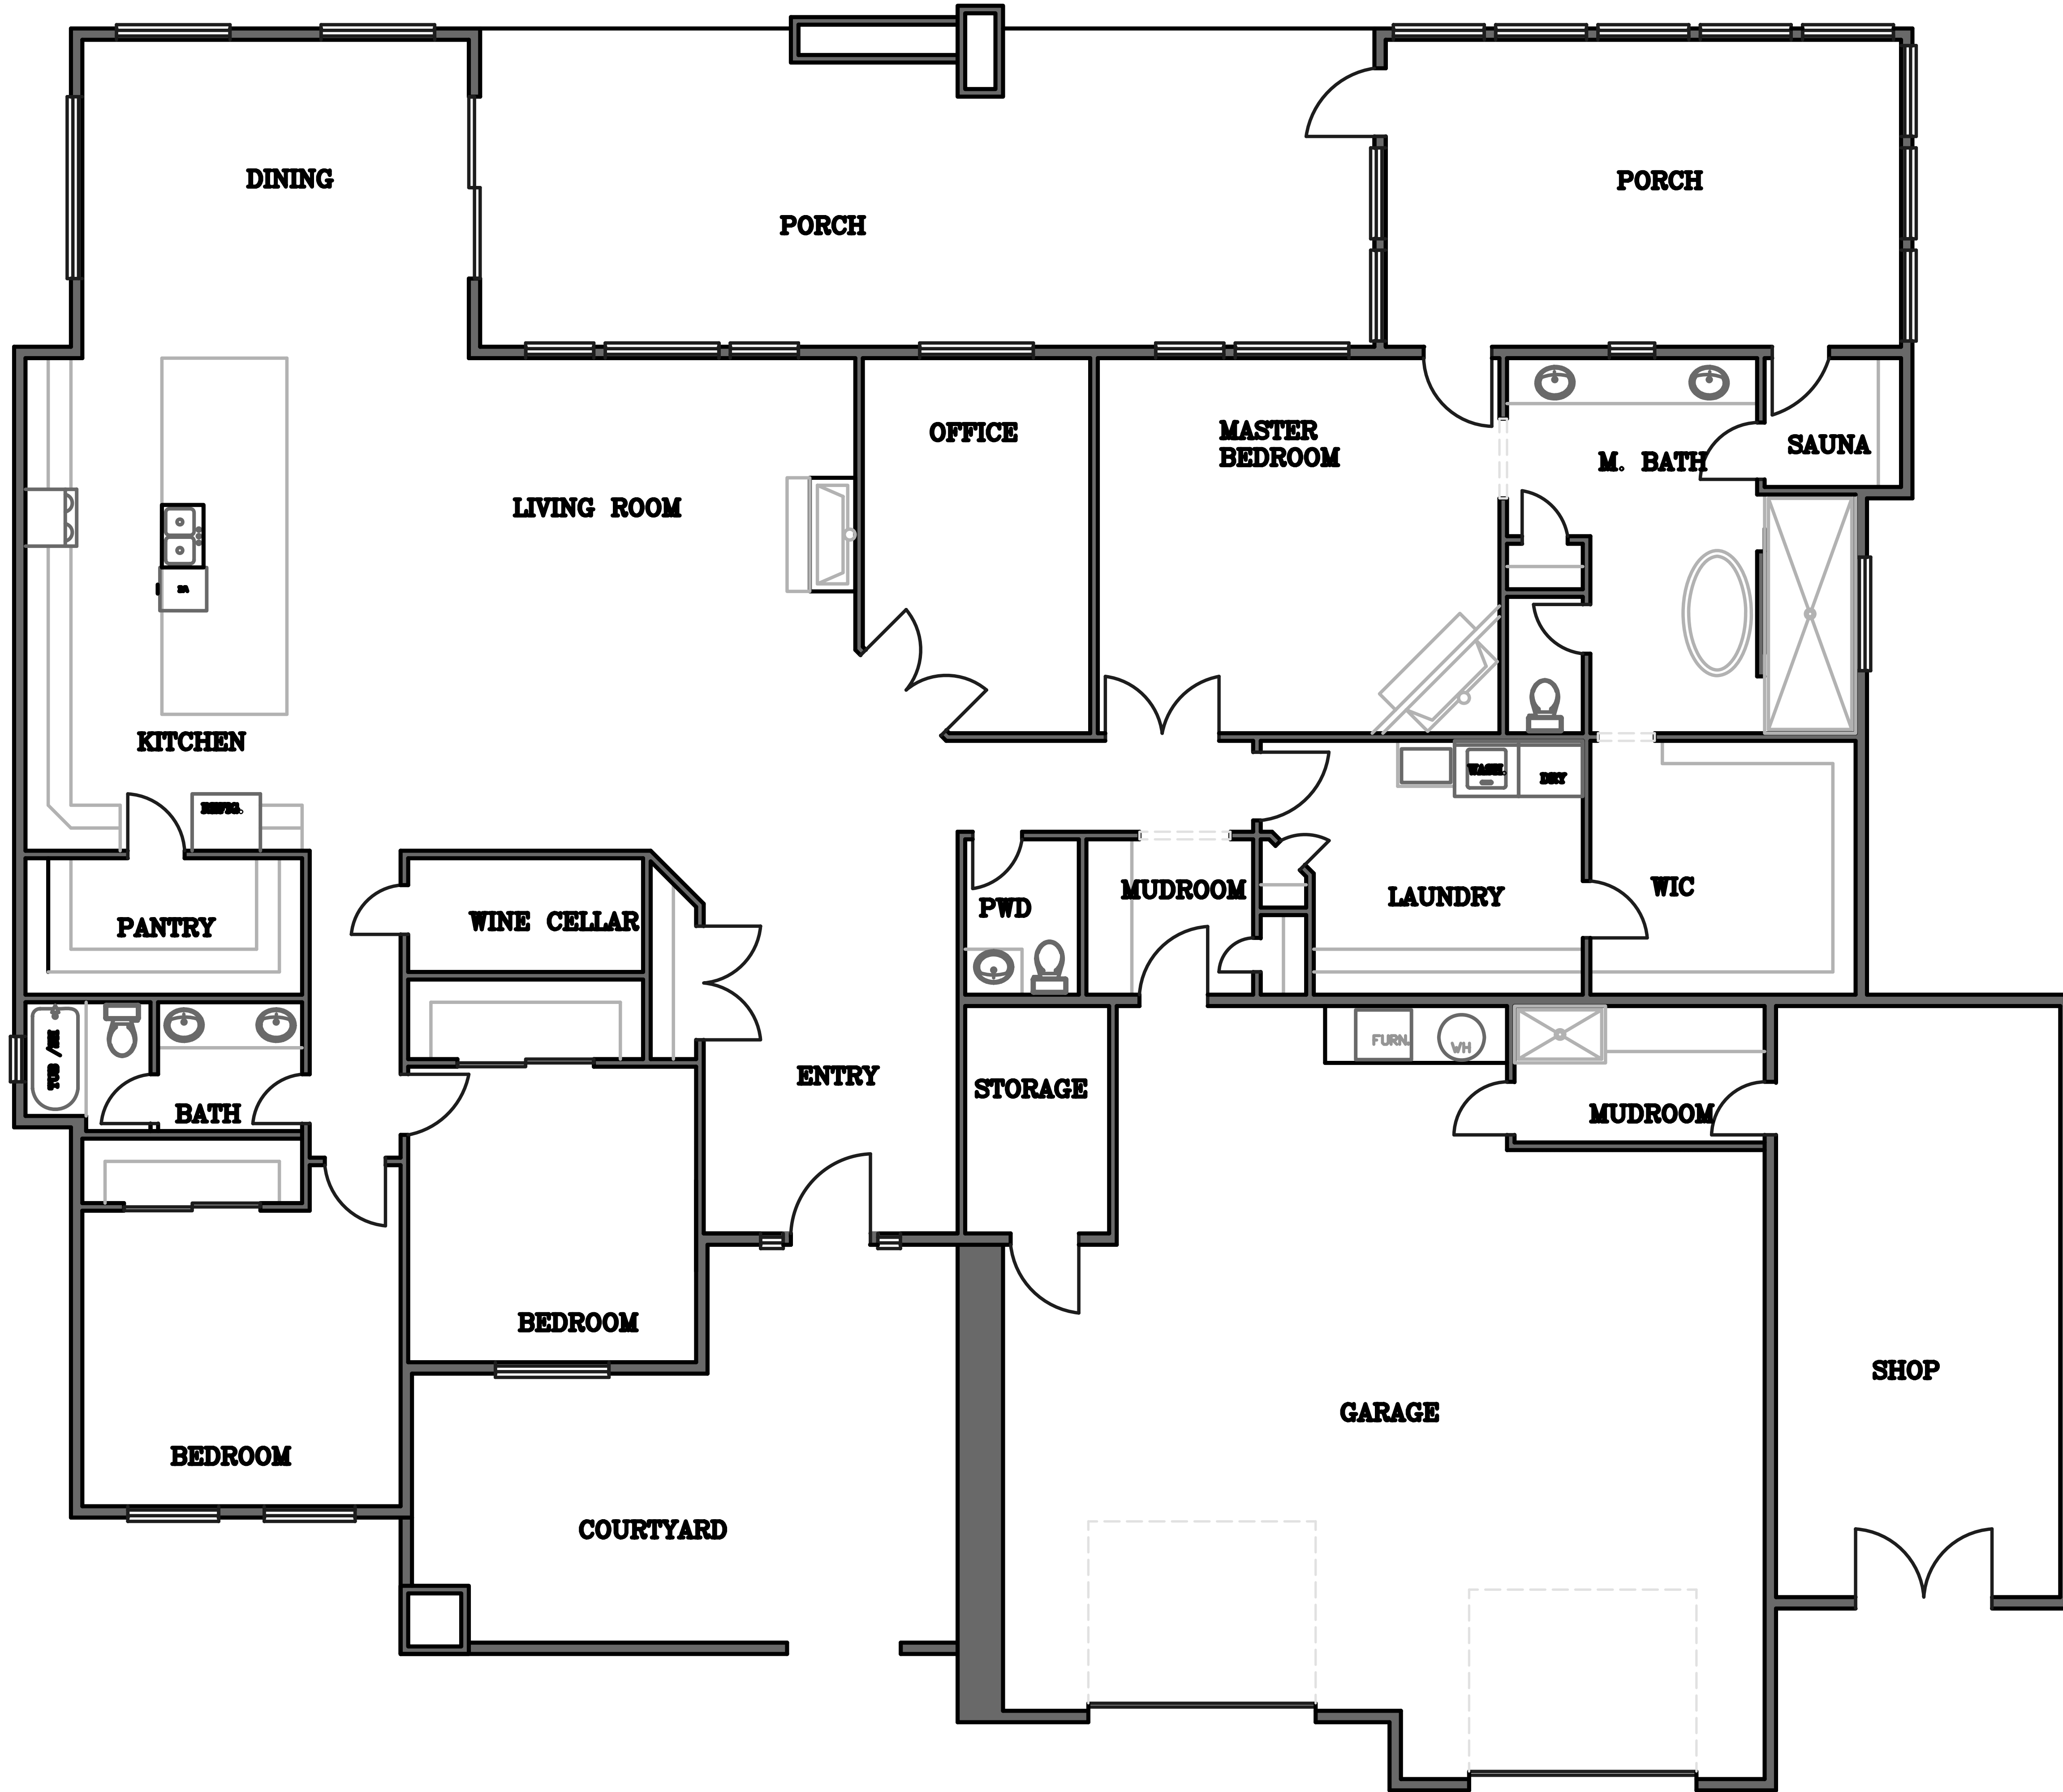 DINING
PORCH
PORCH
OFFICE
MASTER
BEDROOM
M. BATH
SAUNA
LIVING ROOM
KITCHEN
WASH.
DRY
REFIG.
PANTRY
WINE CELLAR
PWD
MUDROOM
LAUNDRY
WIC
BATH
ENTRY
STORAGE
FURN.
WH
MUDROOM
BEDROOM
BEDROOM
COURTYARD
GARAGE
SHOP